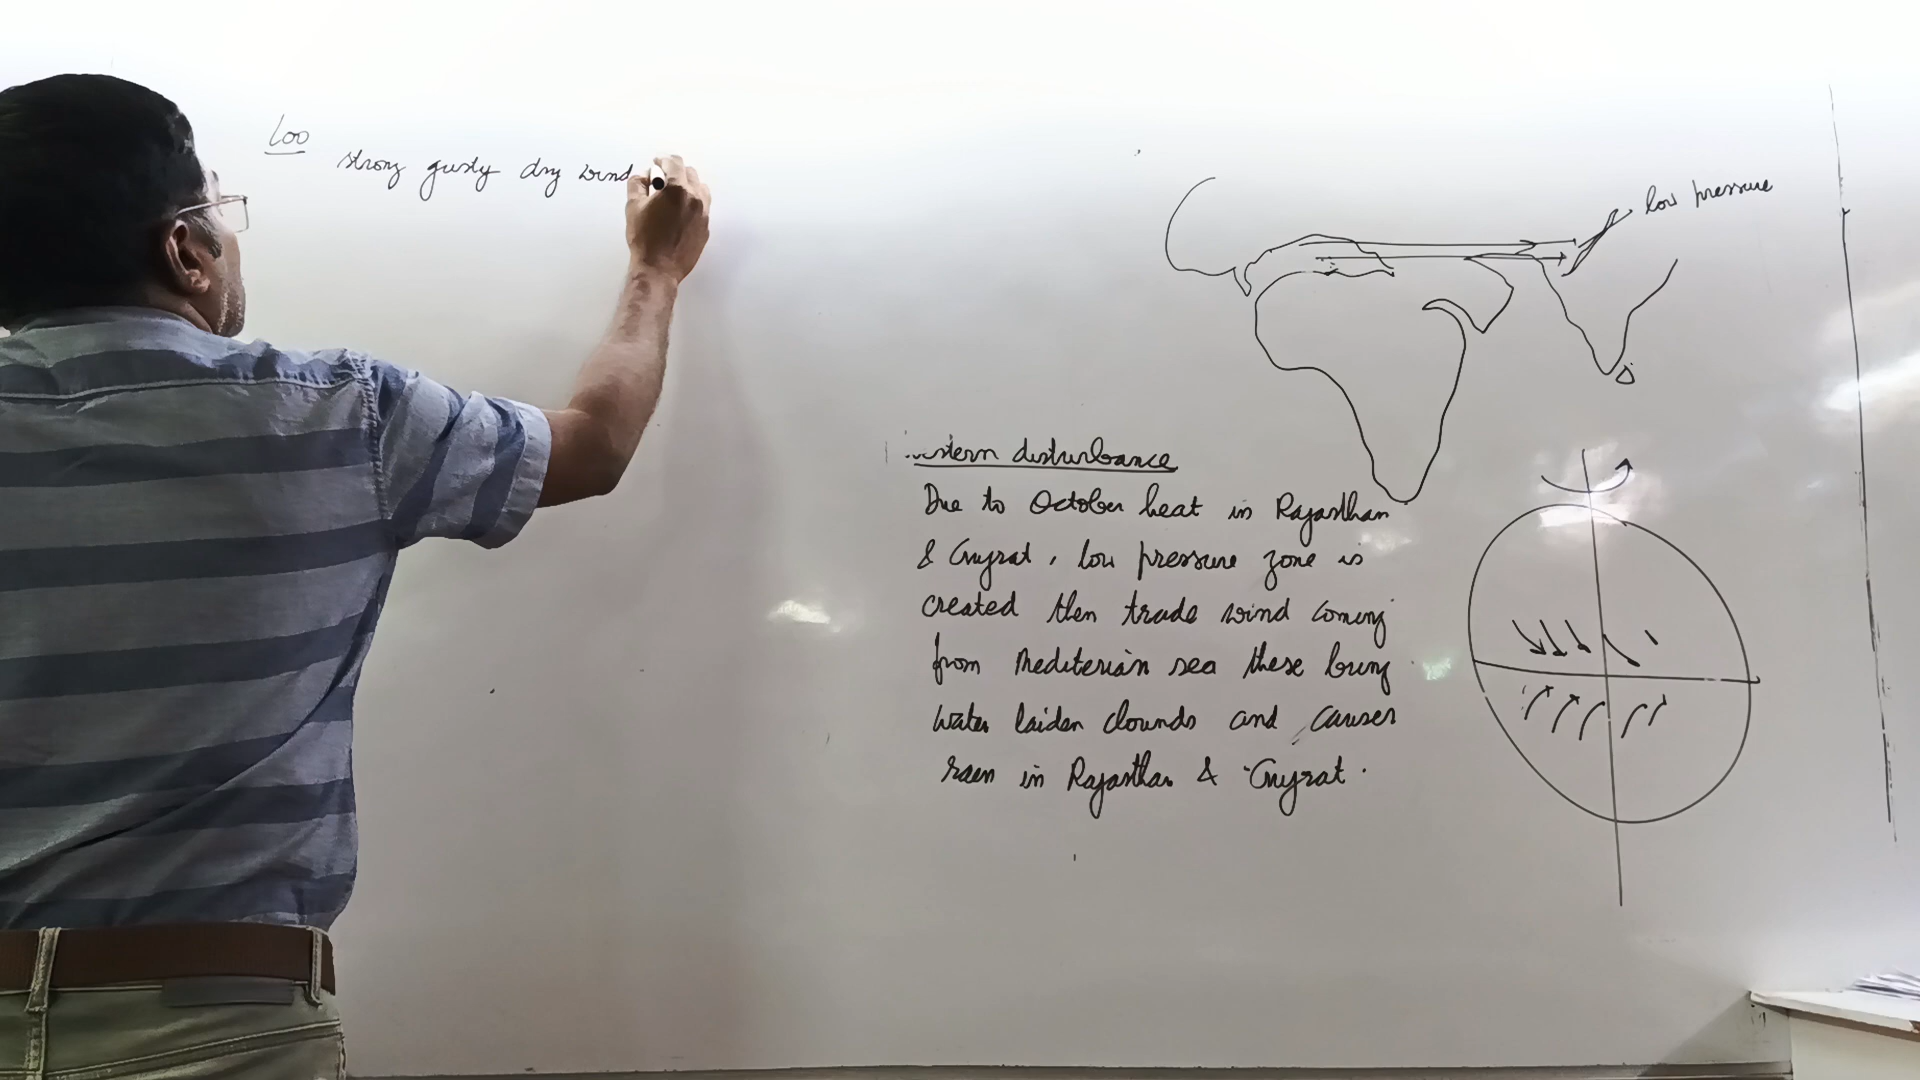 Loo
strong gusty dry wind
low pressure
disturbance
Due to October heat in Rajasthan
& Gujrat, low pressure zone is
created then trade wind coming
from Mediterian sea these bring
water laiden clounds and causes
raen in Rajasthan & Gujrat.